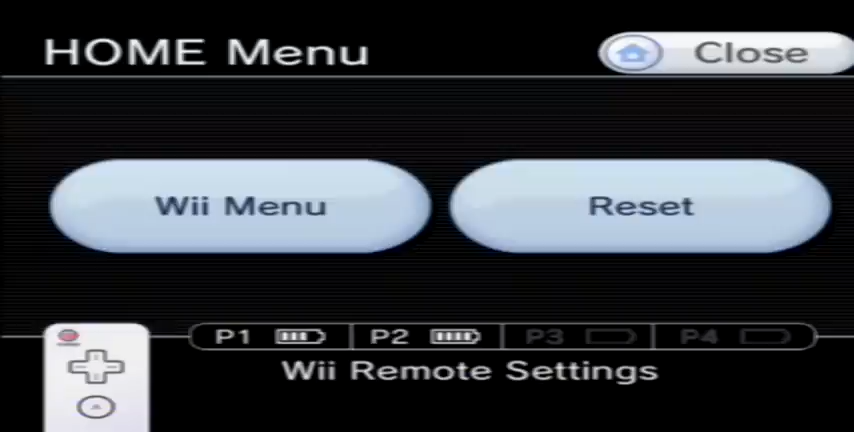 HOME Menu
Close
Wii Menu
Reset
P1 P2 P3 P4
Wii Remote Settings